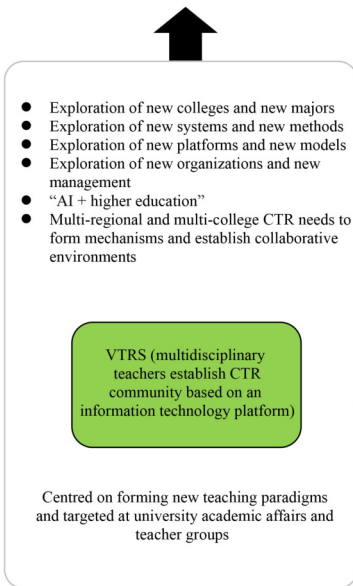 ● Exploration of new colleges and new majors
● Exploration of new systems and new methods
● Exploration of new platforms and new models
● Exploration of new organizations and new
management
● “AI + higher education”
● Multi-regional and multi-college CTR needs to
form mechanisms and establish collaborative
environments
VTRS (multidisciplinary
teachers establish CTR
community based on an
information technology platform)
Centred on forming new teaching paradigms
and targeted at university academic affairs and
teacher groups